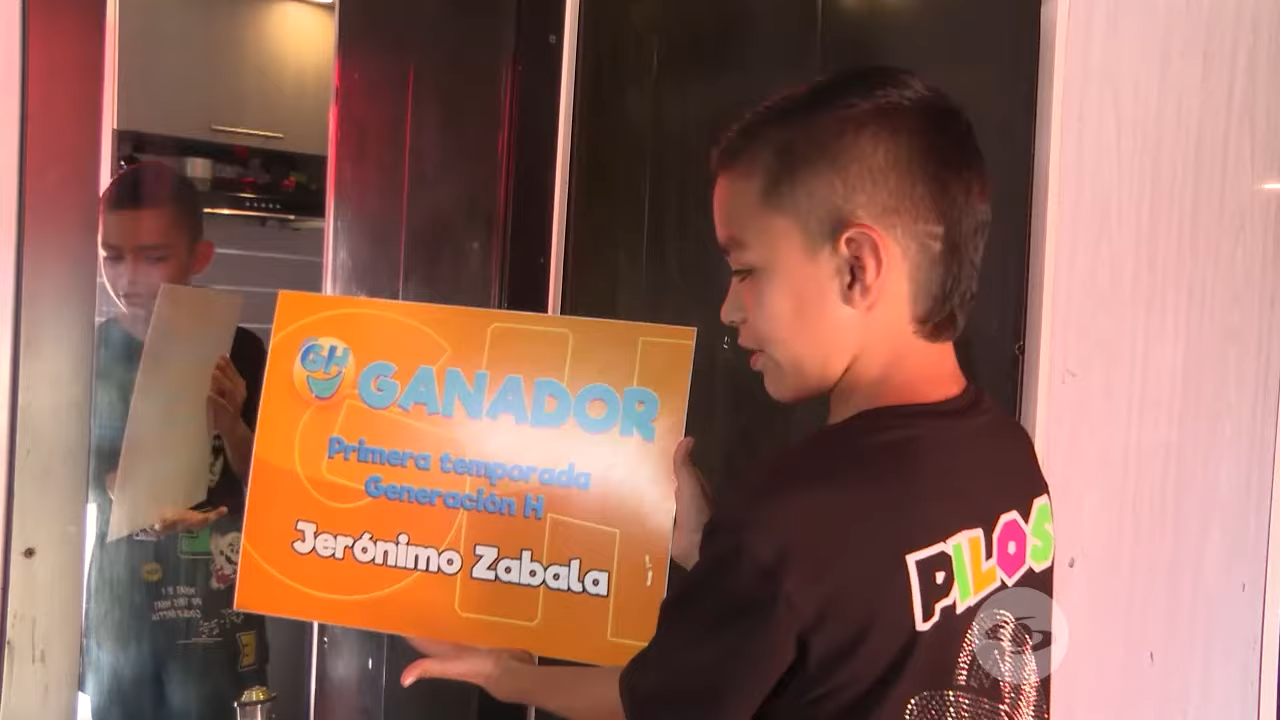 GH GANADOR
Primera temporada
Generación H
Jerónimo Zabala
PILOS